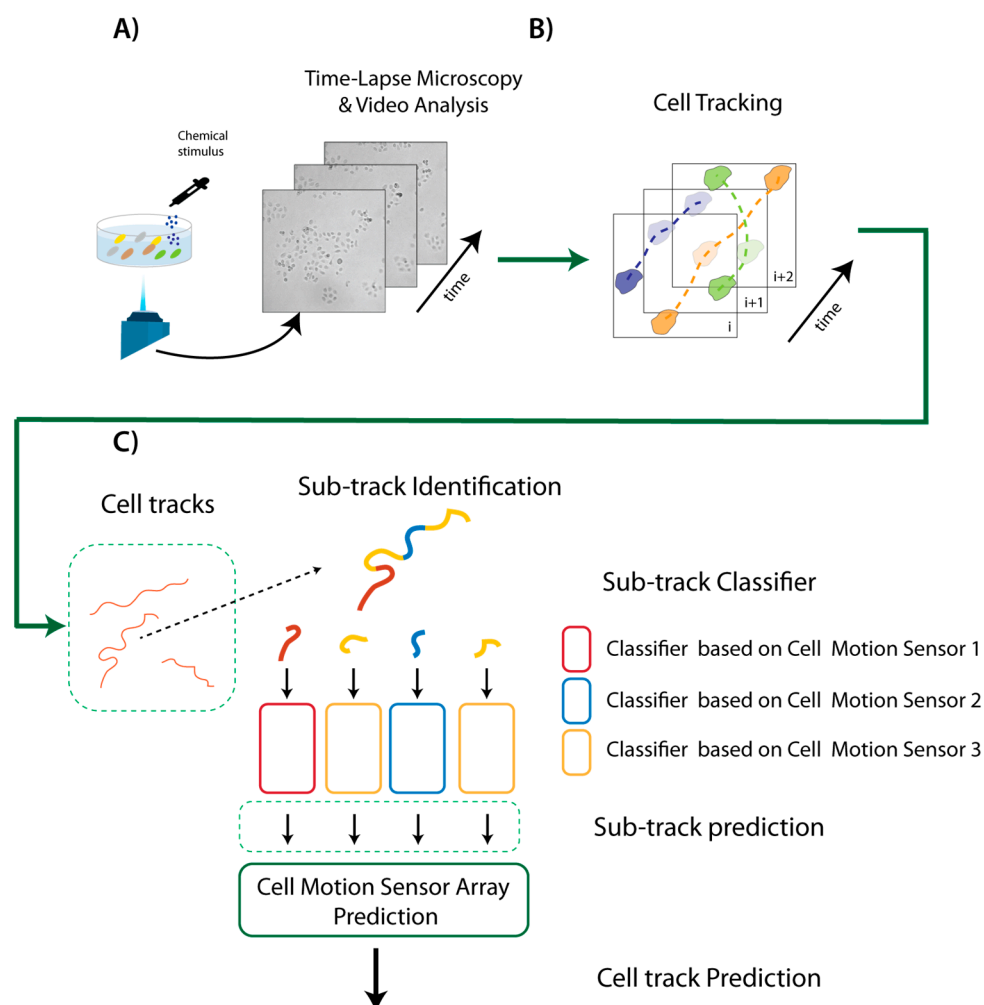 A)
B)
Time-Lapse Microscopy
& Video Analysis
Cell Tracking
Chemical
stimulus
time
i+2
i+1
i
time
C)
Cell tracks
Sub-track Identification
Sub-track Classifier
Classifier based on Cell Motion Sensor 1
Classifier based on Cell Motion Sensor 2
Classifier based on Cell Motion Sensor 3
Sub-track prediction
Cell Motion Sensor Array
Prediction
Cell track Prediction